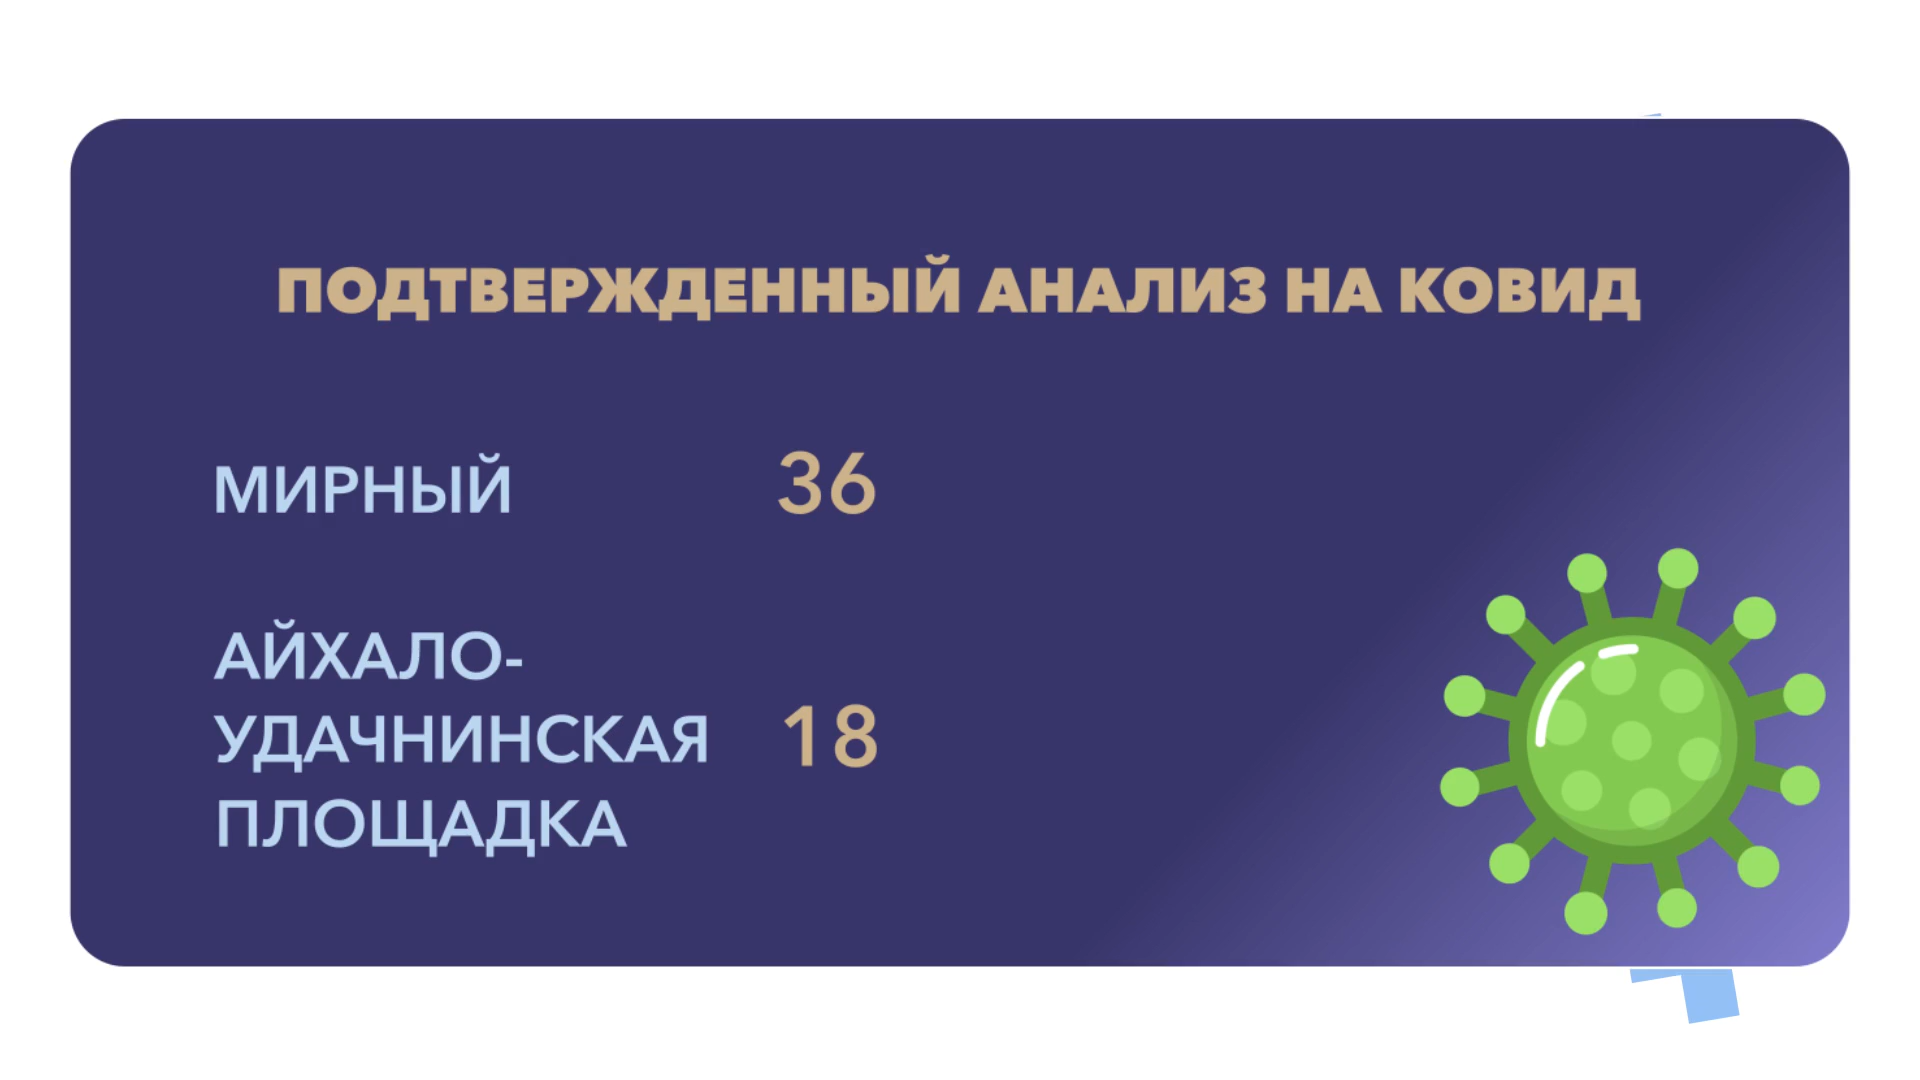 ПОДТВЕРЖДЕННЫЙ АНАЛИЗ НА КОВИД
МИРНЫЙ 36
АЙХАЛО-
УДАЧНИНСКАЯ 18
ПЛОЩАДКА